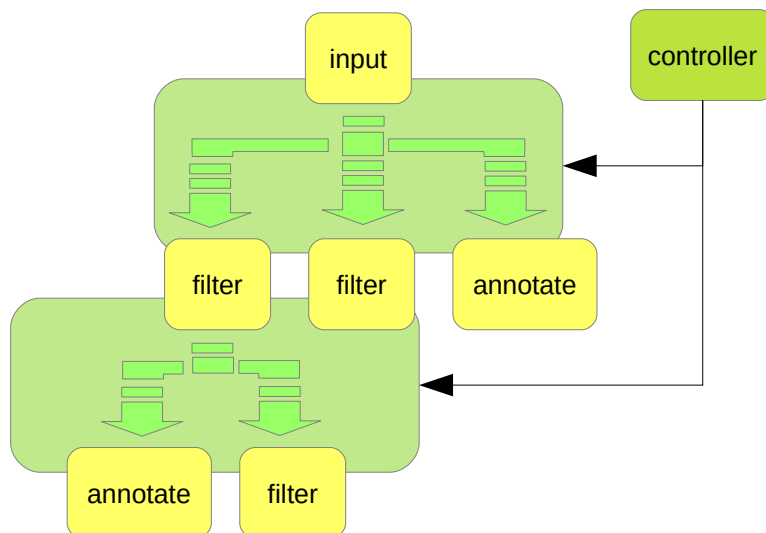 input
controller
filter
filter
annotate
annotate
filter